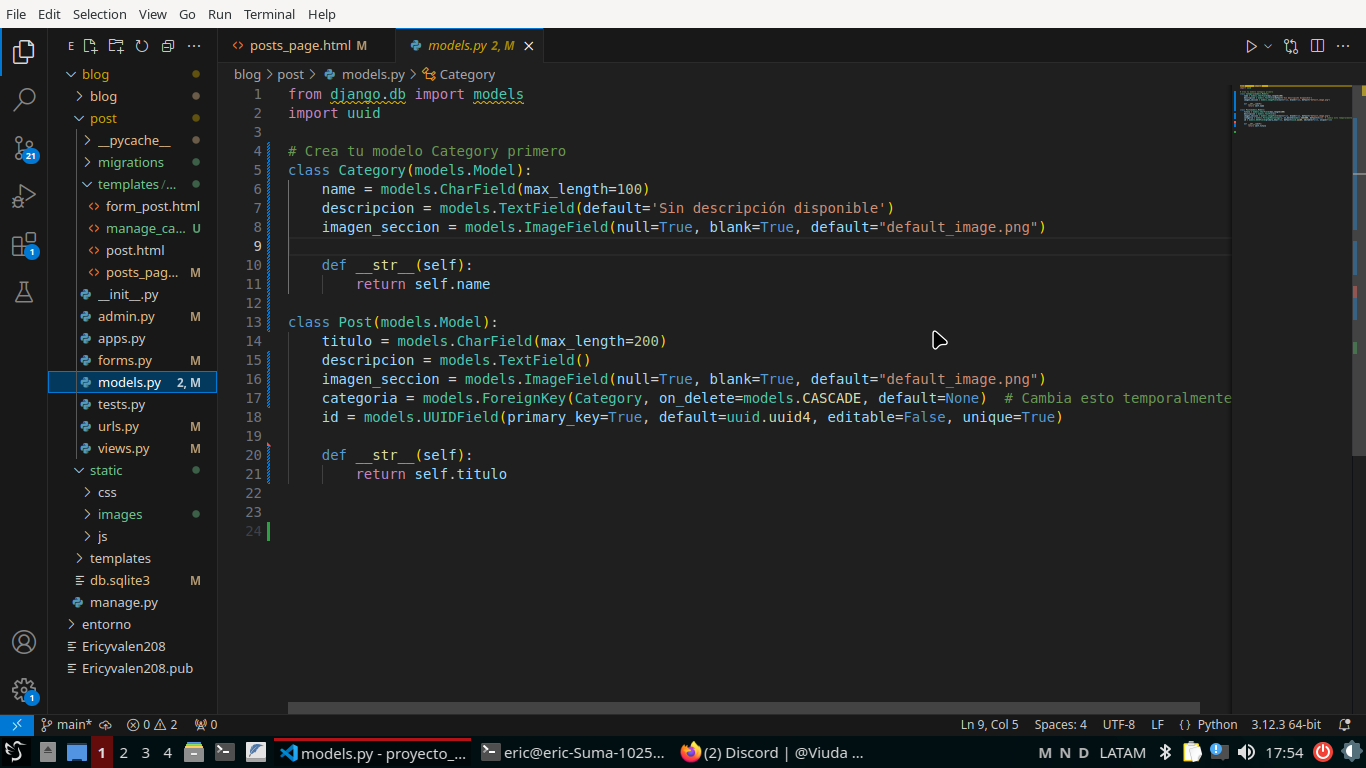 File Edit Selection View Go Run Terminal Help
E
posts_page.html M
models.py 2, M
blog > post > models.py > Category
blog
blog
post
__pycache__
migrations
templates/...
form_post.html
manage_ca... U
post.html
posts_pag... M
__init__.py
admin.py M
apps.py
forms.py M
models.py 2, M
tests.py
urls.py M
views.py M
static
css
images
js
templates
db.sqlite3 M
manage.py
entorno
Ericyvalen208
Ericyvalen208.pub
21
1
1
1 from django.db import models
2 import uuid
3
4 # Crea tu modelo Category primero
5 class Category(models.Model):
6 name = models.CharField(max_length=100)
7 descripcion = models.TextField(default='Sin descripción disponible')
8 imagen_seccion = models.ImageField(null=True, blank=True, default="default_image.png")
9
10 def __str__(self):
11 return self.name
12
13 class Post(models.Model):
14 titulo = models.CharField(max_length=200)
15 descripcion = models.TextField()
16 imagen_seccion = models.ImageField(null=True, blank=True, default="default_image.png")
17 categoria = models.ForeignKey(Category, on_delete=models.CASCADE, default=None) # Cambia esto temporalmente
18 id = models.UUIDField(primary_key=True, default=uuid.uuid4, editable=False, unique=True)
19
20 def __str__(self):
21 return self.titulo
22
23
24
main* 0 2 0 Ln 9, Col 5 Spaces: 4 UTF-8 LF {} Python 3.12.3 64-bit
1 2 3 4 models.py - proyecto_... eric@eric-Suma-1025... (2) Discord | @Viuda ... M N D LATAM 17:54